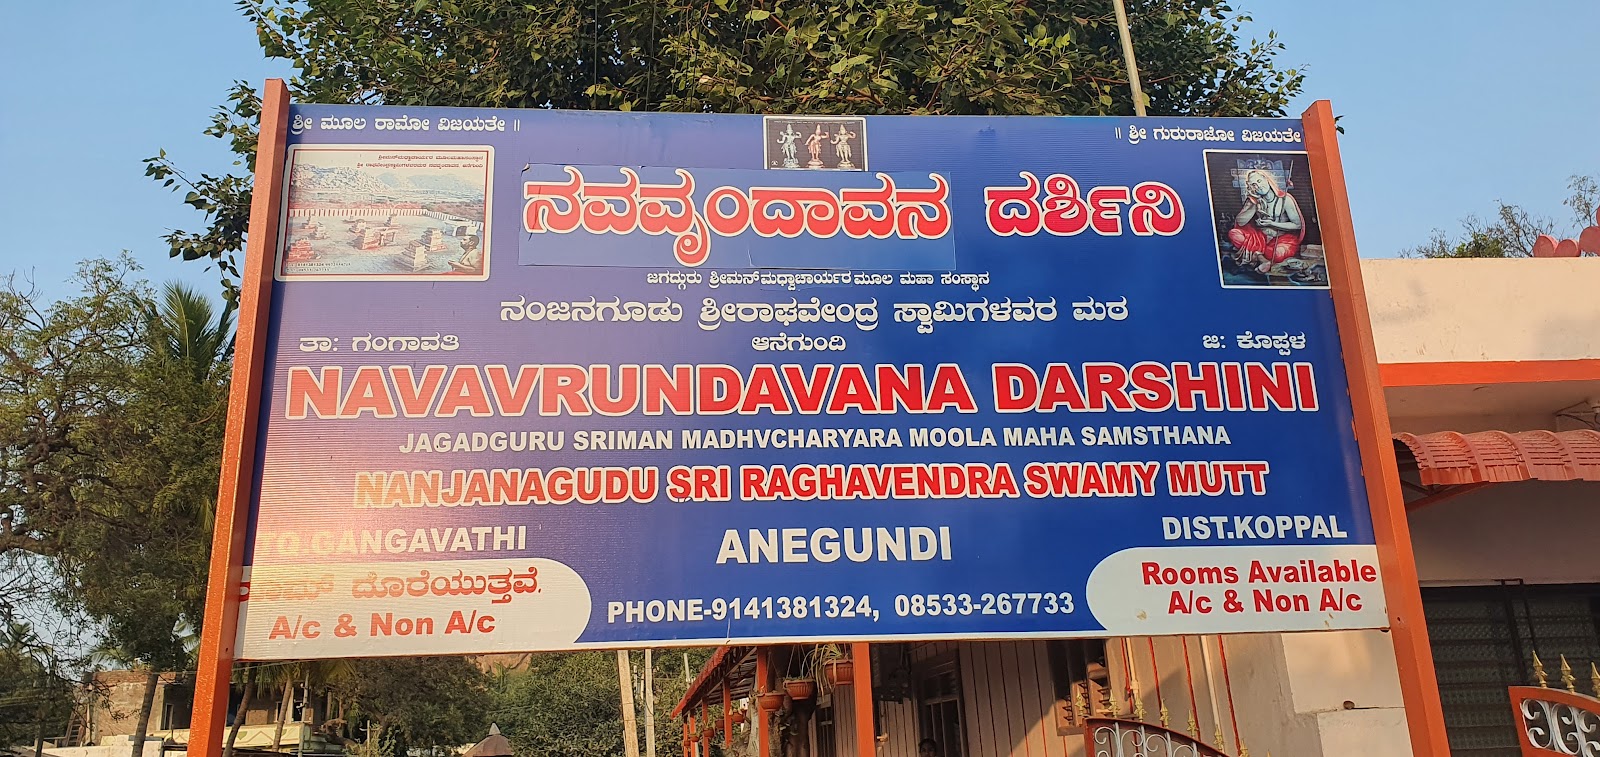 ಶ್ರೀ ಮೂಲ ರಾಮೋ ವಿಜಯತೇ ॥
॥ ಶ್ರೀ ಗುರುರಾಜೋ ವಿಜಯತೇ
ನವವೃಂದಾವನ ದರ್ಶಿನಿ
ಜಗದ್ಗುರು ಶ್ರೀಮನ್‌ಮಧ್ವಾಚಾರ್ಯರ ಮೂಲ ಮಹಾ ಸಂಸ್ಥಾನ
ನಂಜನಗೂಡು ಶ್ರೀರಾಘವೇಂದ್ರ ಸ್ವಾಮಿಗಳವರ ಮಠ
ತಾ: ಗಂಗಾವತಿ ಆನೆಗುಂದಿ ಜಿ: ಕೊಪ್ಪಳ
NAVAVRUNDAVANA DARSHINI
JAGADGURU SRIMAN MADHVCHARYARA MOOLA MAHA SAMSTHANA
NANJANAGUDU SRI RAGHAVENDRA SWAMY MUTT
TQ.GANGAVATHI ANEGUNDI DIST.KOPPAL
ರೂಮ್ ದೊರೆಯುತ್ತವೆ.
A/c & Non A/c
PHONE-9141381324, 08533-267733
Rooms Available
A/c & Non A/c